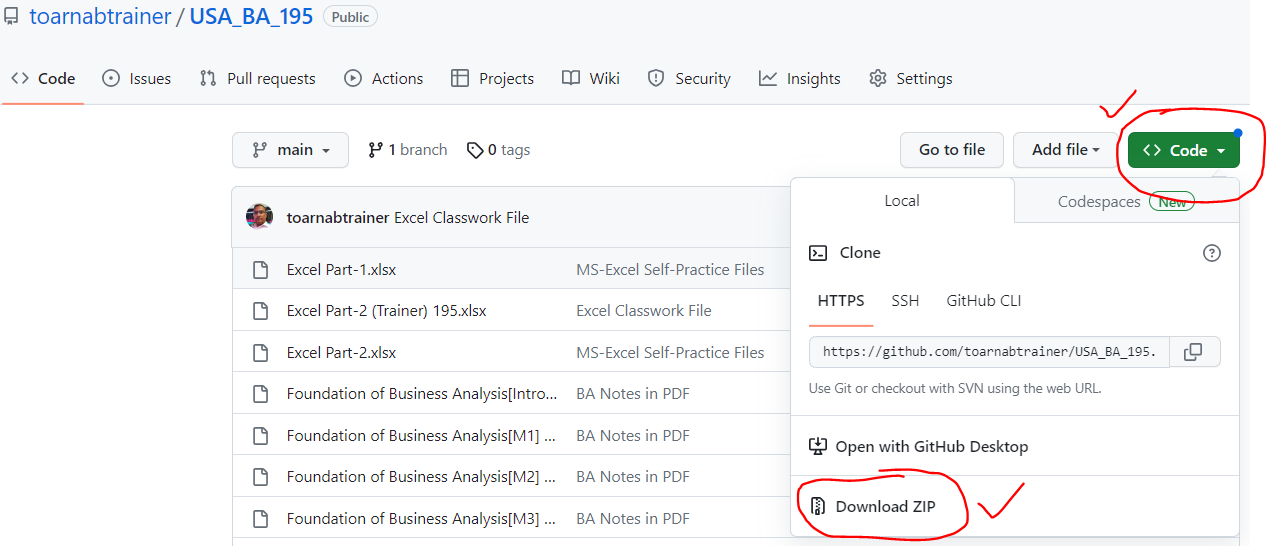 toarnabtrainer / USA_BA_195 Public
Code Issues Pull requests Actions Projects Wiki Security Insights Settings
main 1 branch 0 tags Go to file Add file Code
Local Codespaces New
toarnabtrainer Excel Classwork File
Clone
Excel Part-1.xlsx MS-Excel Self-Practice Files
HTTPS SSH GitHub CLI
Excel Part-2 (Trainer) 195.xlsx Excel Classwork File
Excel Part-2.xlsx MS-Excel Self-Practice Files
https://github.com/toarnabtrainer/USA_BA_195.
Use Git or checkout with SVN using the web URL.
Foundation of Business Analysis[Intro... BA Notes in PDF
Foundation of Business Analysis[M1] ... BA Notes in PDF
Open with GitHub Desktop
Foundation of Business Analysis[M2] ... BA Notes in PDF
Download ZIP
Foundation of Business Analysis[M3] ... BA Notes in PDF